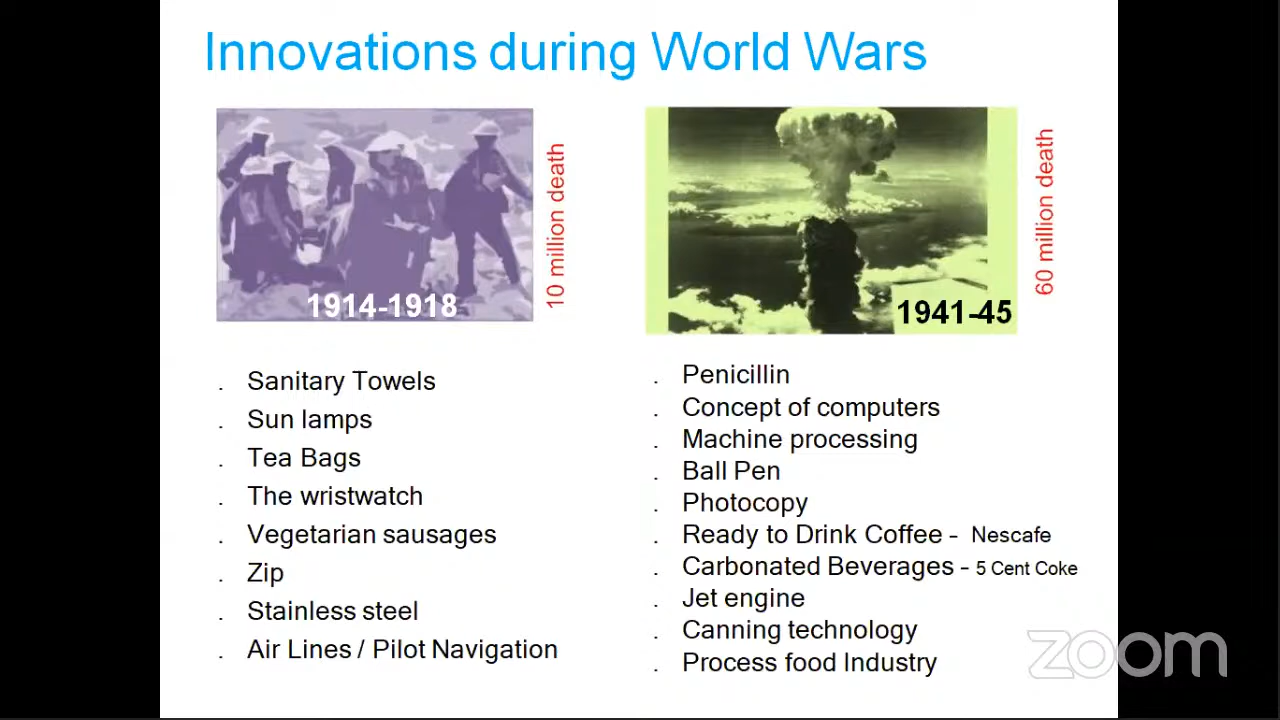 Innovations during World Wars
1914-1918
10 million death
1941-45
60 million death
. Sanitary Towels
. Sun lamps
. Tea Bags
. The wristwatch
. Vegetarian sausages
. Zip
. Stainless steel
. Air Lines / Pilot Navigation
. Penicillin
. Concept of computers
. Machine processing
. Ball Pen
. Photocopy
. Ready to Drink Coffee – Nescafe
. Carbonated Beverages – 5 Cent Coke
. Jet engine
. Canning technology
. Process food Industry
zoom